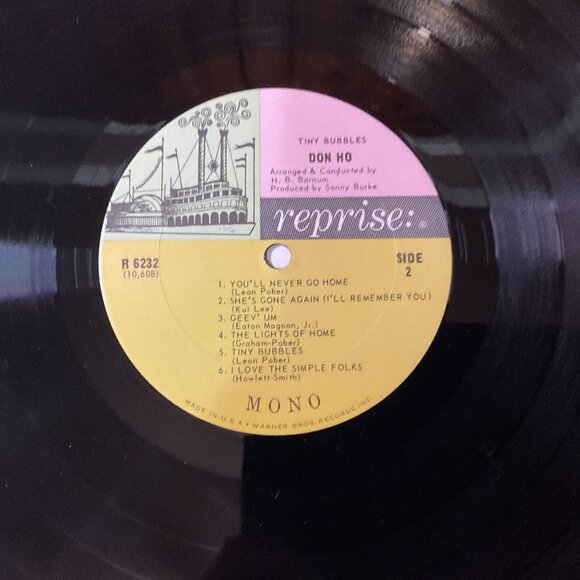 TINY BUBBLES
DON HO
Arranged & Conducted by
H. B. Barnum
Produced by Sonny Burke
reprise:®
R 6232
(10,608)
SIDE
2
1. YOU'LL NEVER GO HOME
(Leon Pober)
2. SHE'S GONE AGAIN (I'LL REMEMBER YOU)
(Kui Lee)
3. GEEV' UM
(Eaton Magoon, Jr.)
4. THE LIGHTS OF HOME
(Graham-Pober)
5. TINY BUBBLES
(Leon Pober)
6. I LOVE THE SIMPLE FOLKS
(Howlett-Smith)
MONO
MADE IN U.S.A. • WARNER BROS. RECORDS, INC.